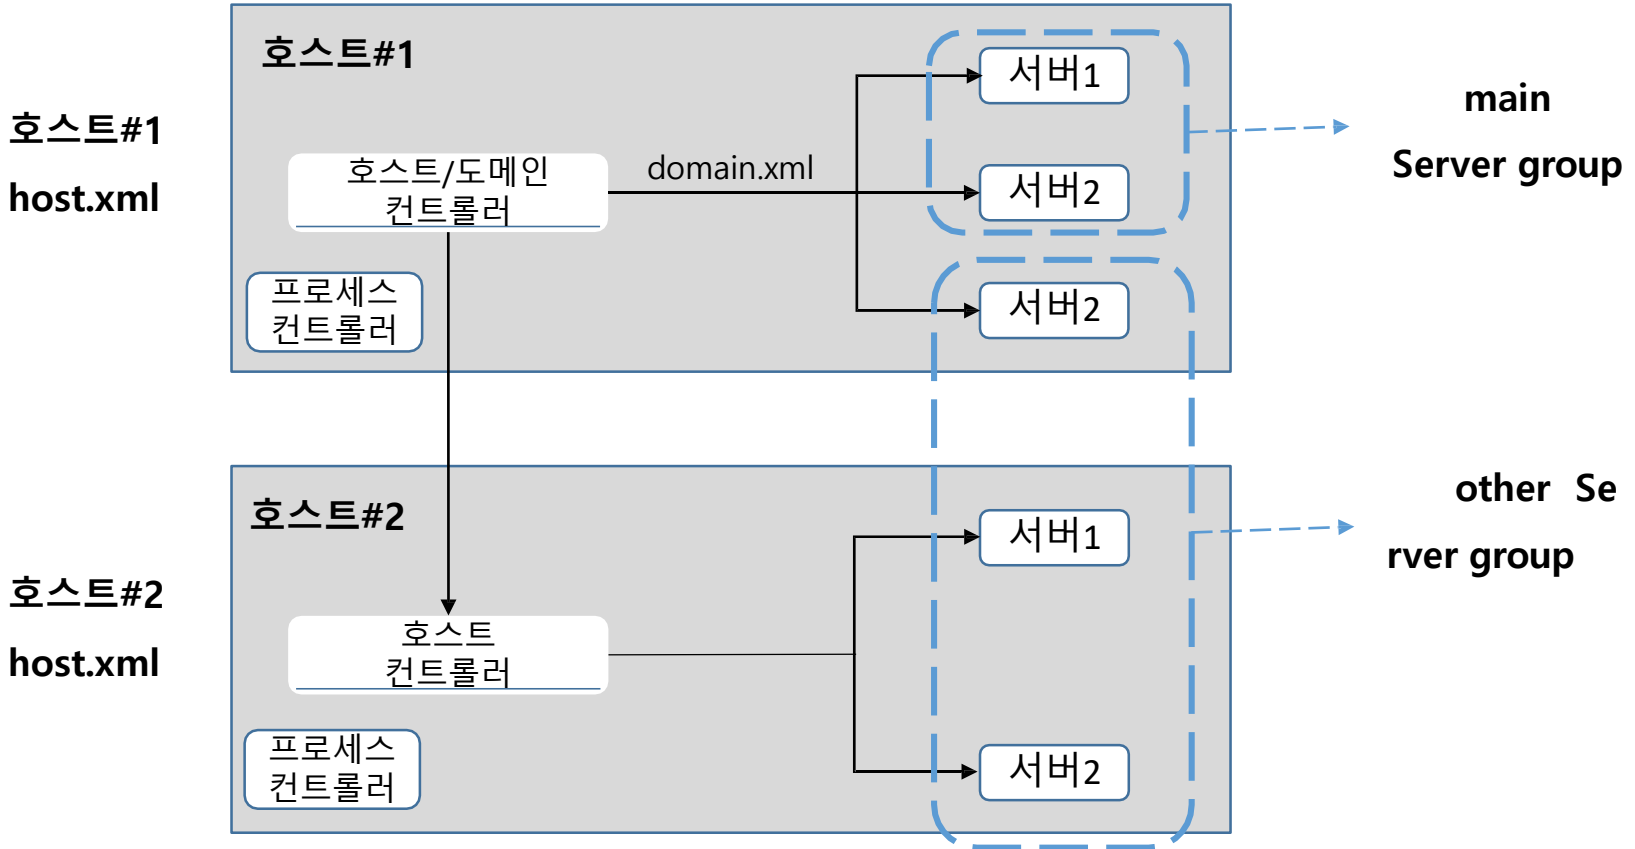 호스트#1
호스트#1
host.xml
호스트/도메인
컨트롤러
domain.xml
프로세스
컨트롤러
서버1
서버2
서버2
main
Server group
호스트#2
호스트#2
host.xml
호스트
컨트롤러
프로세스
컨트롤러
서버1
서버2
other Se
rver group